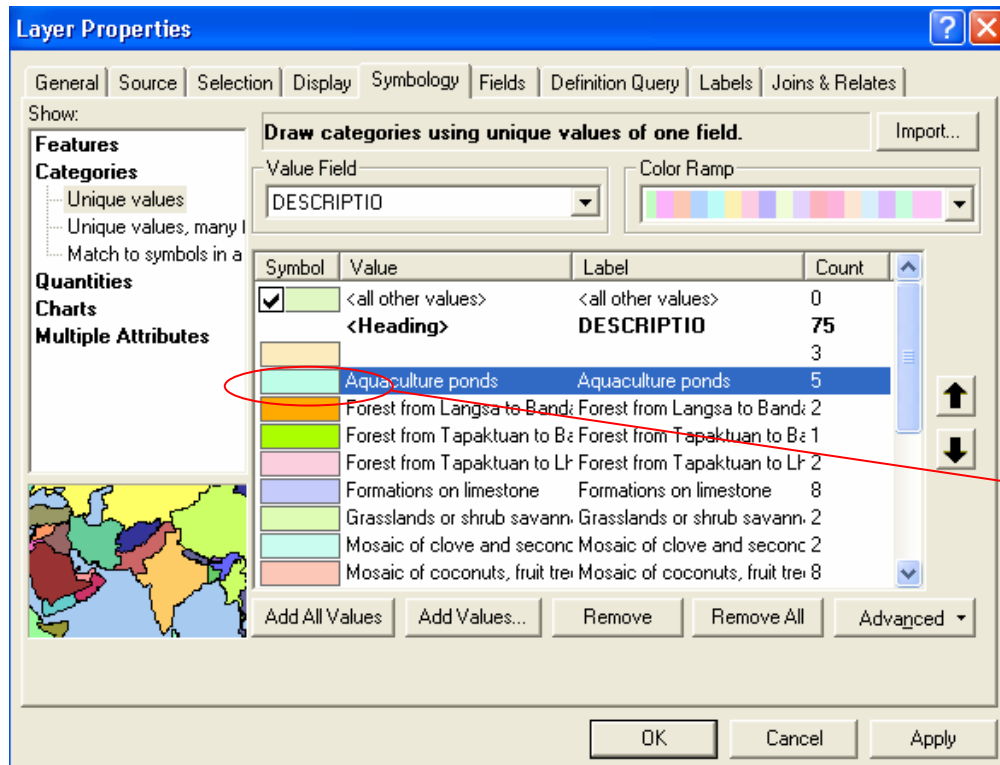 Layer Properties
General Source Selection Display Symbology Fields Definition Query Labels Joins & Relates
Show:
Features
Categories
Unique values
Unique values, many l
Match to symbols in a
Quantities
Charts
Multiple Attributes
Draw categories using unique values of one field.
Import...
Value Field
DESCRIPTIO
Color Ramp
Symbol Value Label Count
<all other values> <all other values> 0
<Heading> DESCRIPTIO 75
3
Aquaculture ponds Aquaculture ponds 5
Forest from Langsa to Banda Forest from Langsa to Banda 2
Forest from Tapaktuan to Ba Forest from Tapaktuan to Ba 1
Forest from Tapaktuan to Lh Forest from Tapaktuan to Lh 2
Formations on limestone Formations on limestone 8
Grasslands or shrub savann Grasslands or shrub savann 2
Mosaic of clove and seconc Mosaic of clove and seconc 2
Mosaic of coconuts, fruit tre Mosaic of coconuts, fruit tre 8
Add All Values Add Values... Remove Remove All Advanced
OK Cancel Apply